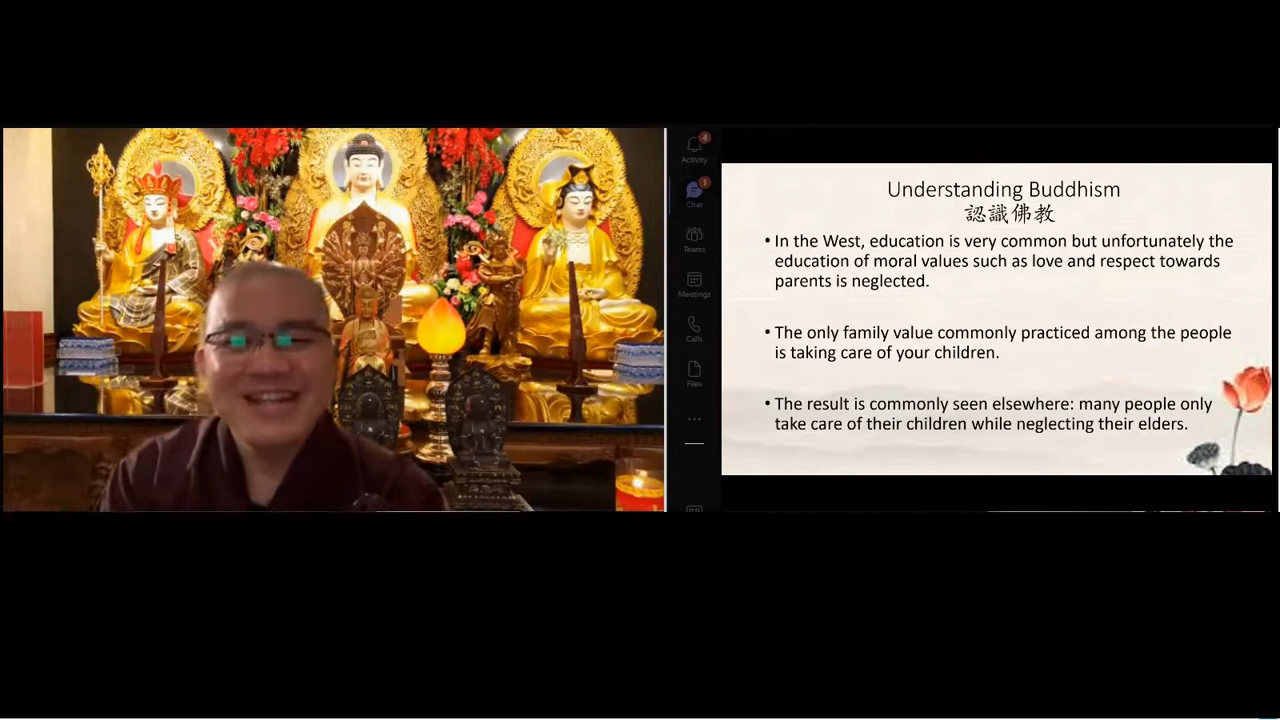 4
Activity
1
Chat
Teams
Meetings
Calls
Files
Understanding Buddhism
認識佛教
• In the West, education is very common but unfortunately the
education of moral values such as love and respect towards
parents is neglected.
• The only family value commonly practiced among the people
is taking care of your children.
• The result is commonly seen elsewhere: many people only
take care of their children while neglecting their elders.